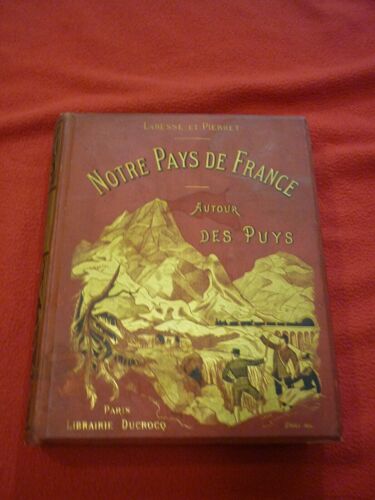 LABESSE ET PIERRET
NOTRE PAYS DE FRANCE
AUTOUR
DES PUYS
PARIS
LIBRAIRIE DUCROCQ